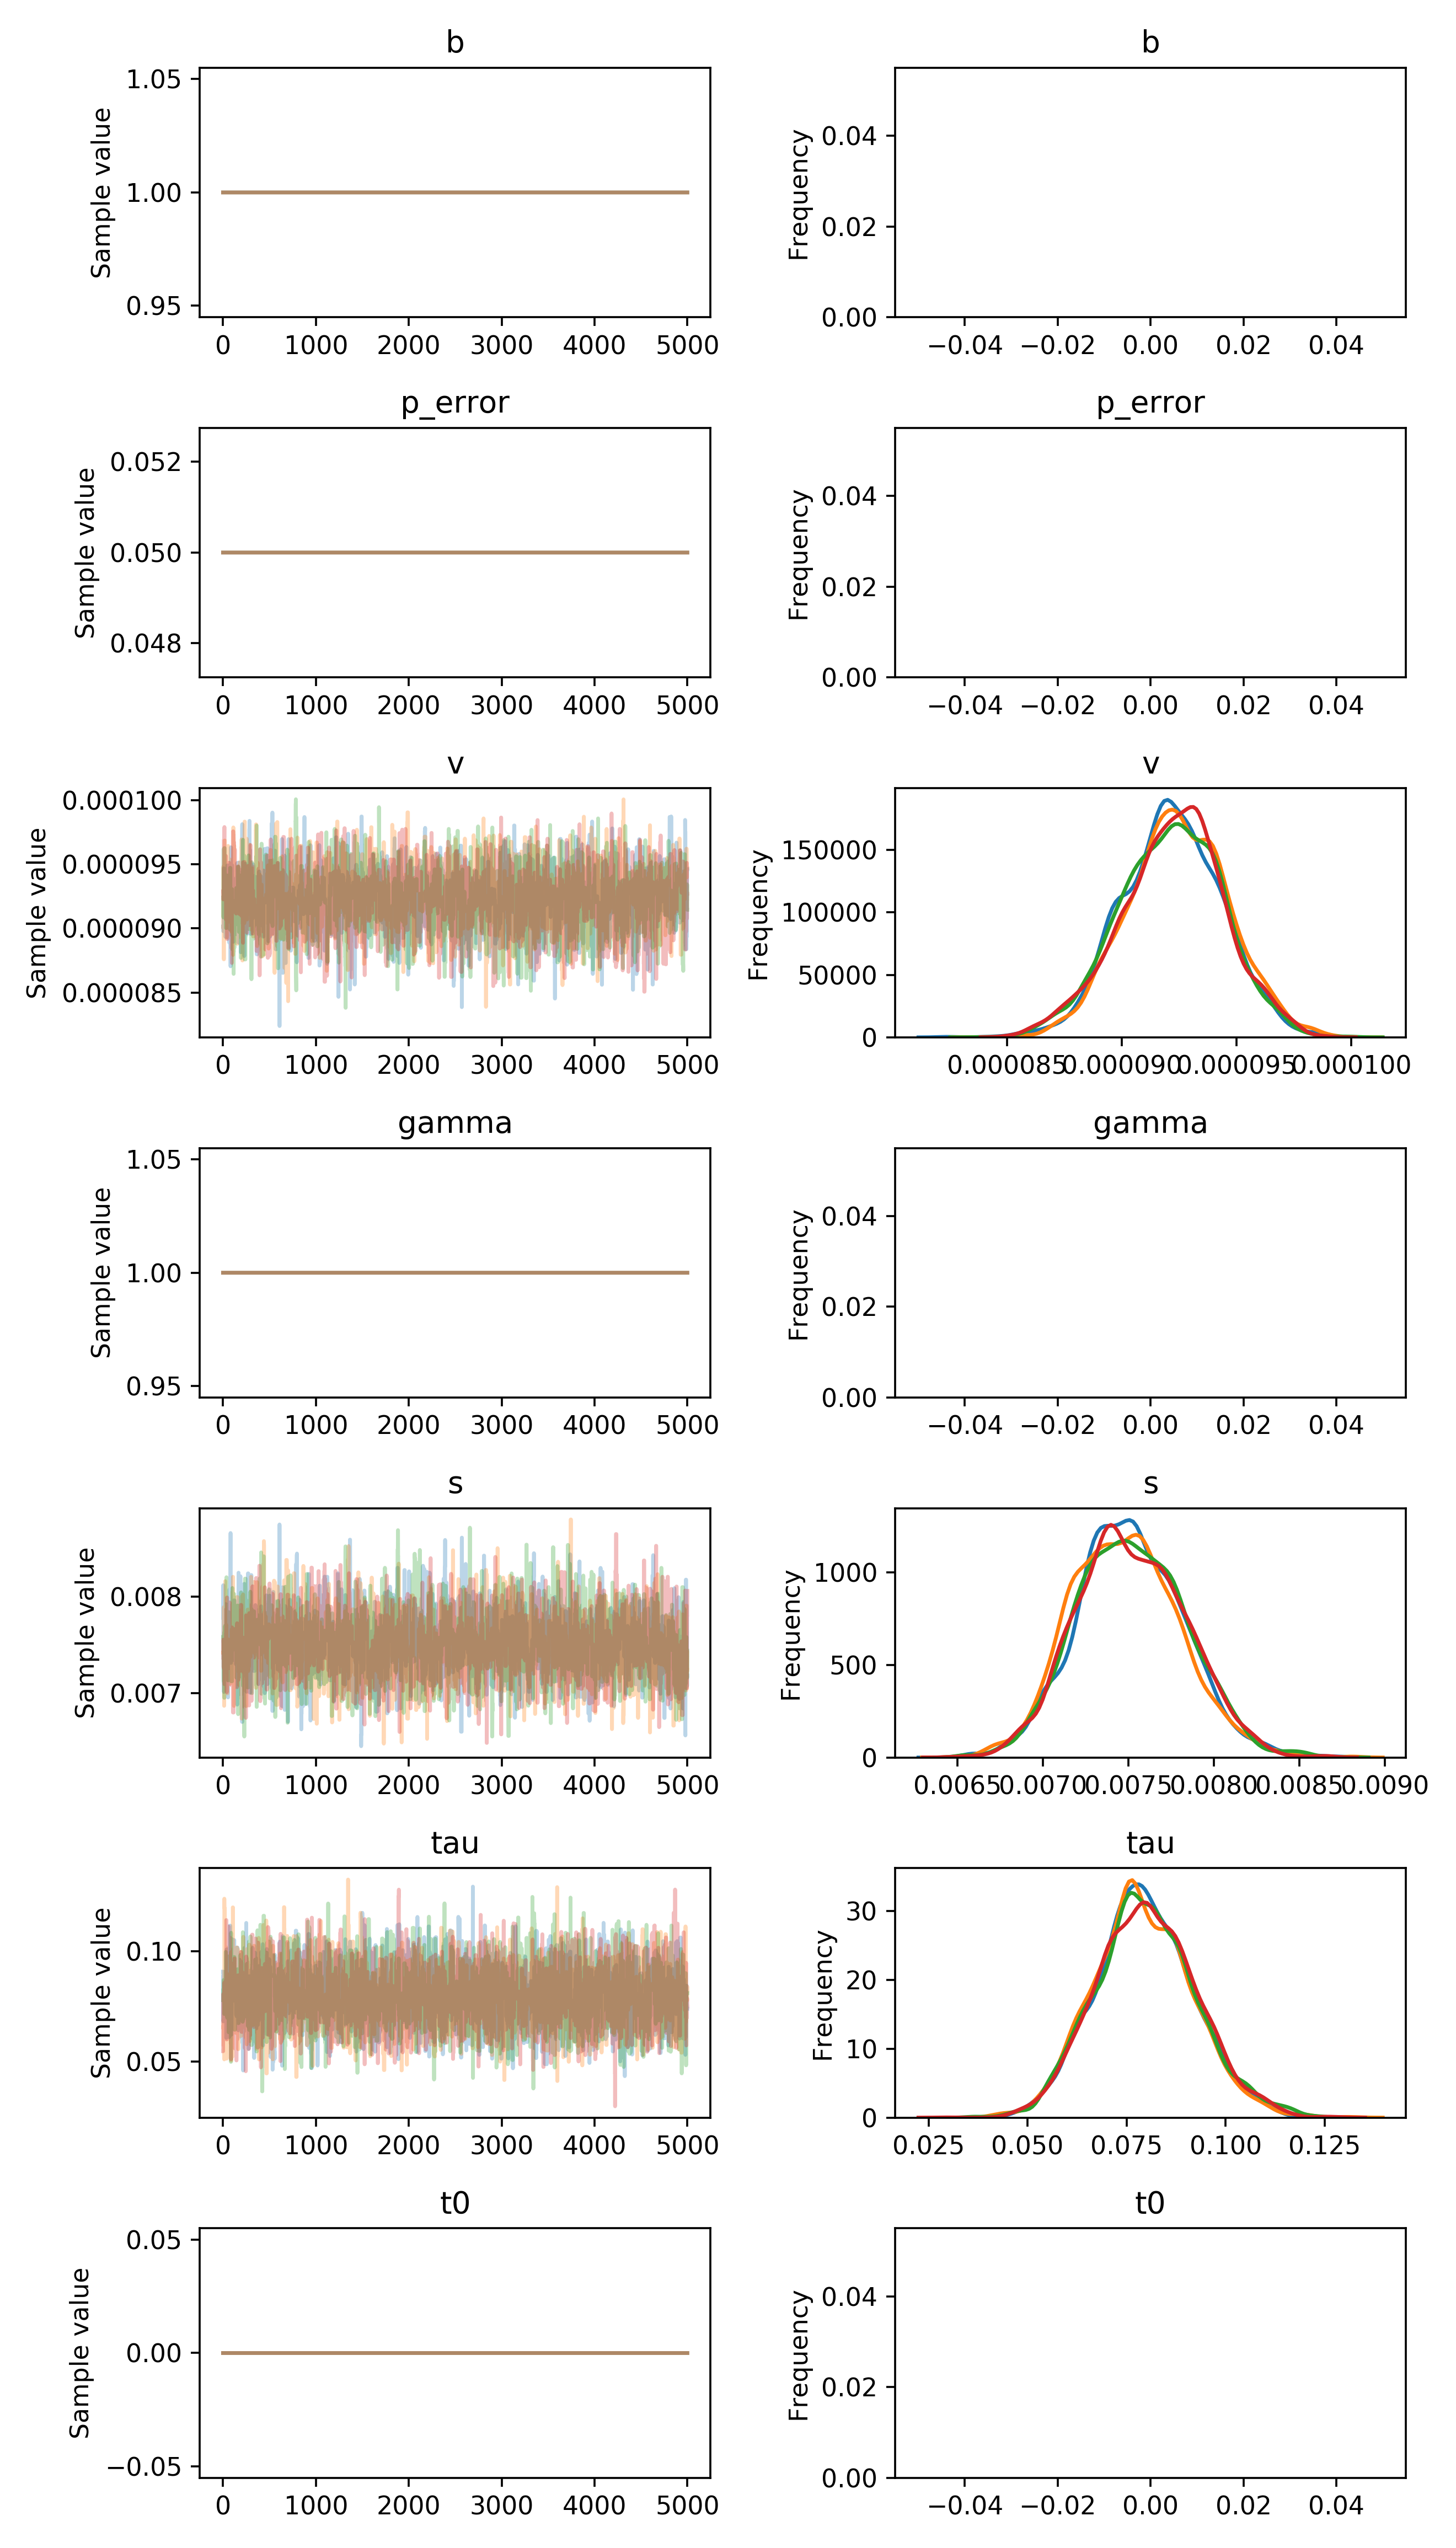 b
b
Sample value
1.05
1.00
0.95
0 1000 2000 3000 4000 5000
Frequency
0.04
0.02
0.00
−0.04 −0.02 0.00 0.02 0.04
p_error
p_error
Sample value
0.052
0.050
0.048
0 1000 2000 3000 4000 5000
Frequency
0.04
0.02
0.00
−0.04 −0.02 0.00 0.02 0.04
v
v
Sample value
0.000100
0.000095
0.000090
0.000085
0 1000 2000 3000 4000 5000
Frequency
150000
100000
50000
0
0.000085 0.000090 0.000095 0.000100
gamma
gamma
Sample value
1.05
1.00
0.95
0 1000 2000 3000 4000 5000
Frequency
0.04
0.02
0.00
−0.04 −0.02 0.00 0.02 0.04
s
s
Sample value
0.008
0.007
0 1000 2000 3000 4000 5000
Frequency
1000
500
0
0.0065 0.0070 0.0075 0.0080 0.0085 0.0090
tau
tau
Sample value
0.10
0.05
0 1000 2000 3000 4000 5000
Frequency
30
20
10
0
0.025 0.050 0.075 0.100 0.125
t0
t0
Sample value
0.05
0.00
−0.05
0 1000 2000 3000 4000 5000
Frequency
0.04
0.02
0.00
−0.04 −0.02 0.00 0.02 0.04